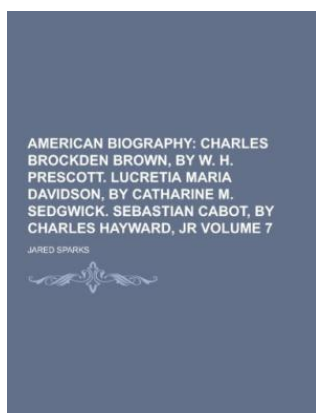 AMERICAN BIOGRAPHY; CHARLES
BROCKDEN BROWN, BY W. H.
PRESCOTT. LUCRETIA MARIA
DAVIDSON, BY CATHARINE M.
SEDGWICK. SEBASTIAN CABOT, BY
CHARLES HAYWARD, JR VOLUME 7
JARED SPARKS